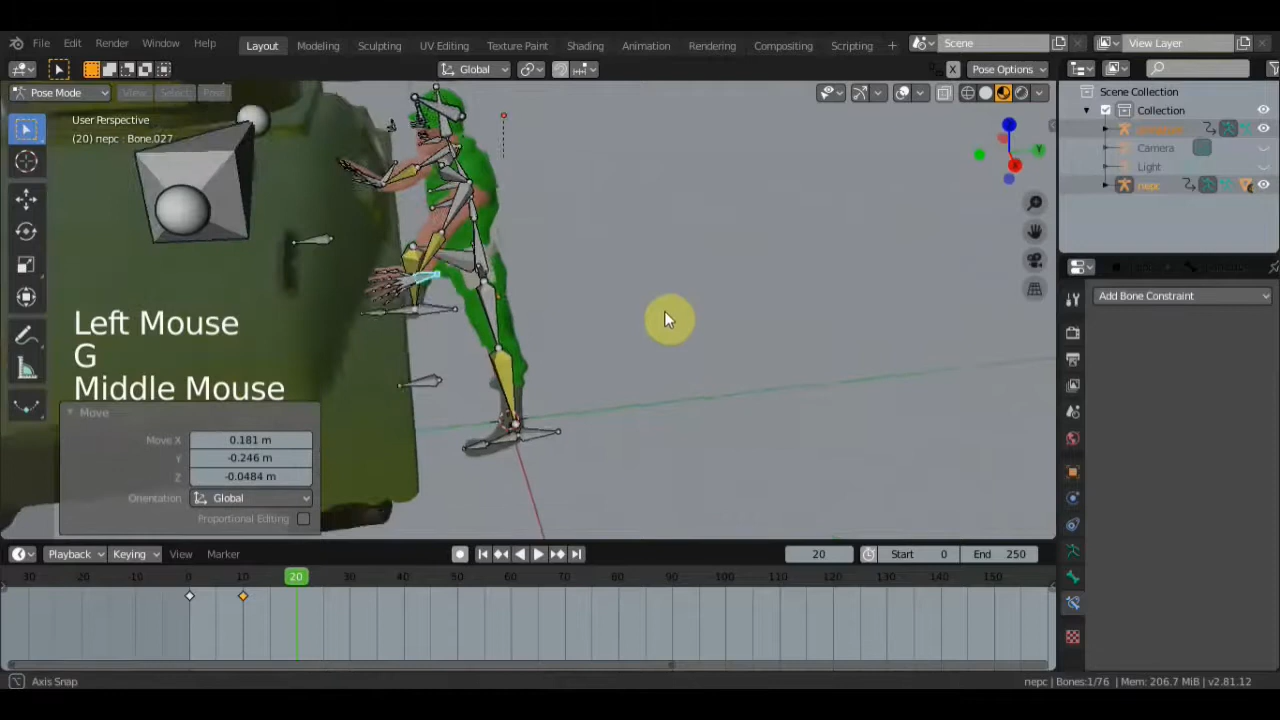 File Edit Render Window Help Layout Modeling Sculpting UV Editing Texture Paint Shading Animation Rendering Compositing Scripting + Scene View Layer
Global X Pose Options
Pose Mode View Select Pose
Scene Collection
User Perspective
(20) перс : Bone.027
Collection
Camera
Light
перс
Add Bone Constraint
Left Mouse
G
Middle Mouse
Move
Move X 0.181 m
Y -0.246 m
Z -0.0484 m
Orientation Global
Proportional Editing
Playback Keying View Marker 20 Start 0 End 250
30 20 10 0 10 20 30 40 50 60 70 80 90 100 110 120 130 140 150
Axis Snap
перс | Bones:1/76 | Mem: 206.7 MiB | v2.81.12